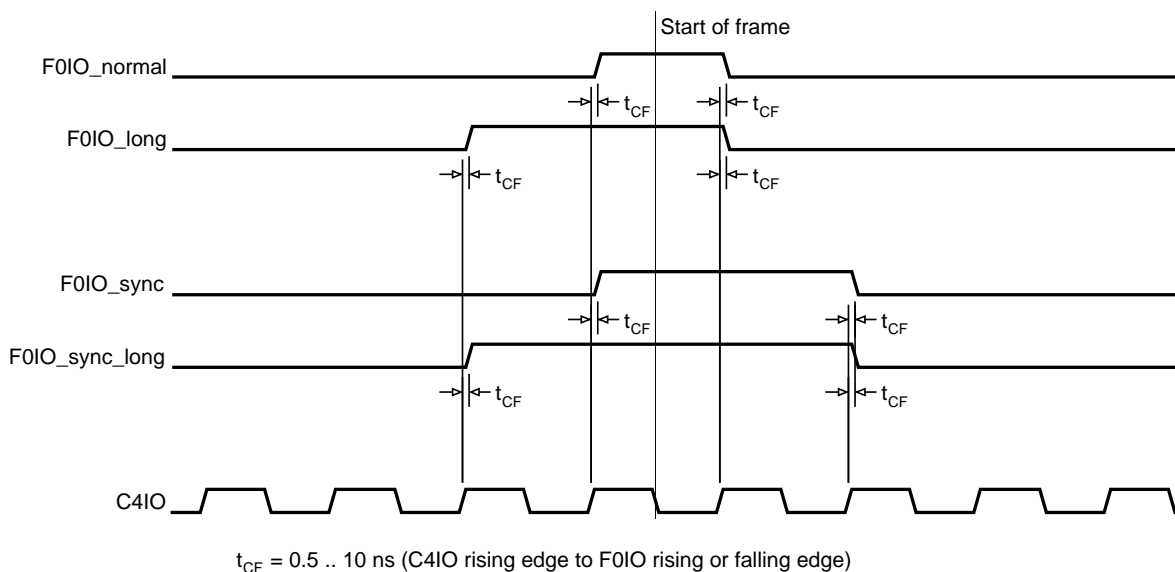 Start of frame
F0IO_normal
t_CF t_CF
F0IO_long
t_CF t_CF
F0IO_sync
t_CF t_CF
F0IO_sync_long
t_CF t_CF
C4IO
t_CF = 0.5 .. 10 ns (C4IO rising edge to F0IO rising or falling edge)